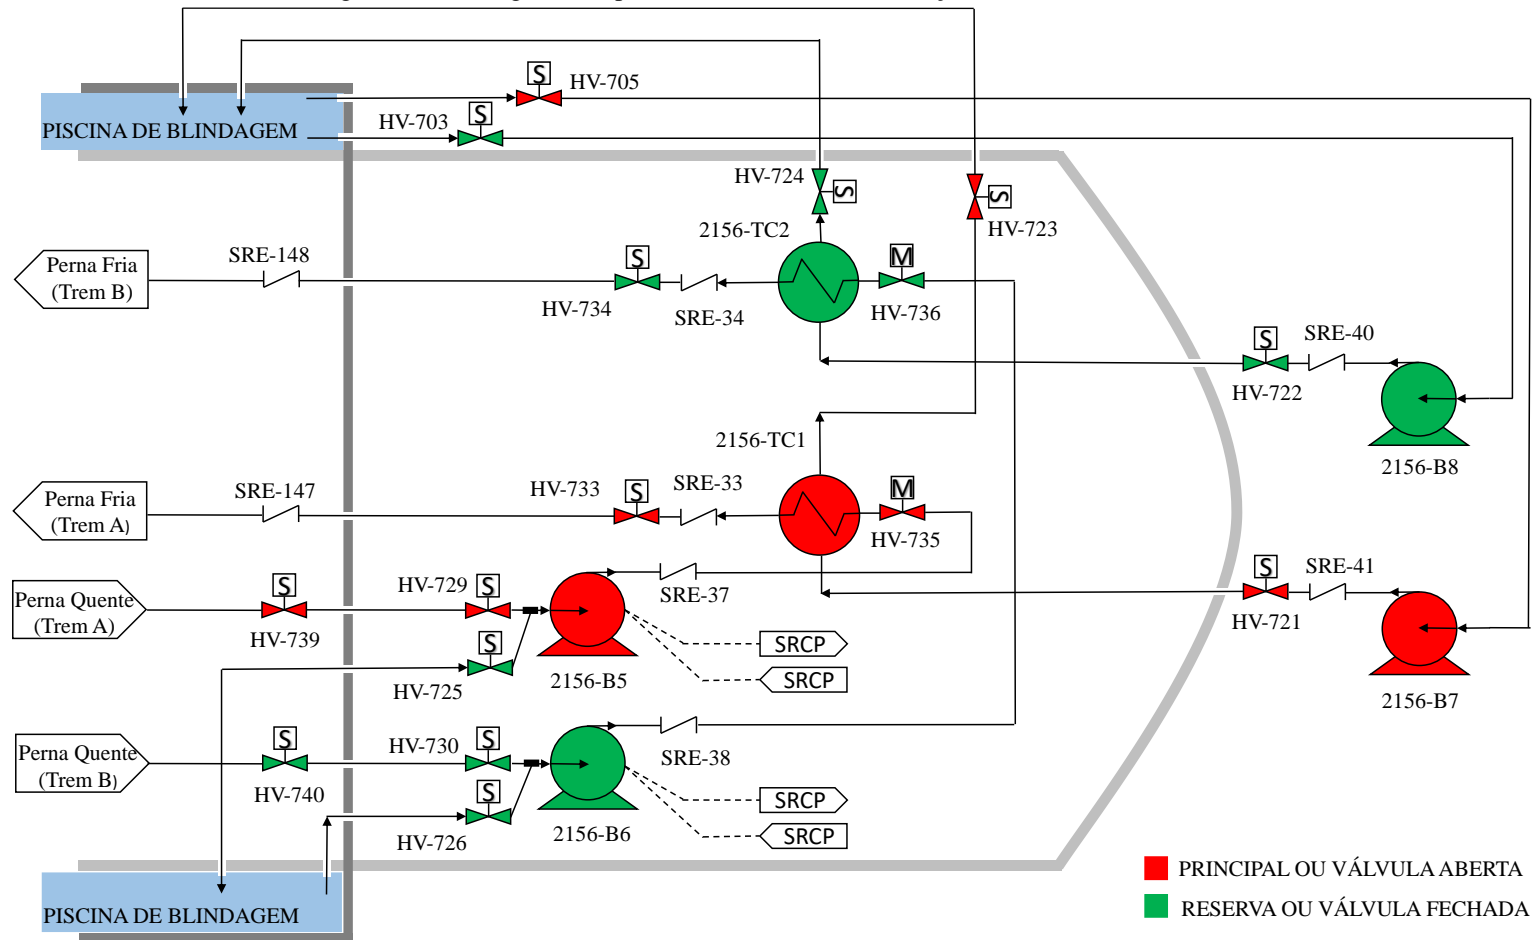 HV-705
PISCINA DE BLINDAGEM
HV-703
S
S
HV-724
S
S
HV-723
2156-TC2
Perna Fria
(Trem B)
SRE-148
S
M
HV-734
SRE-34
HV-736
SRE-40
S
HV-722
2156-B8
2156-TC1
Perna Fria
(Trem A)
SRE-147
HV-733
S
SRE-33
M
HV-735
SRE-41
S
HV-721
2156-B7
Perna Quente
(Trem A)
S
HV-739
HV-729
S
SRE-37
HV-725
S
2156-B5
SRCP
SRCP
Perna Quente
(Trem B)
S
HV-740
HV-730
S
SRE-38
HV-726
S
2156-B6
SRCP
SRCP
PISCINA DE BLINDAGEM
PRINCIPAL OU VÁLVULA ABERTA
RESERVA OU VÁLVULA FECHADA